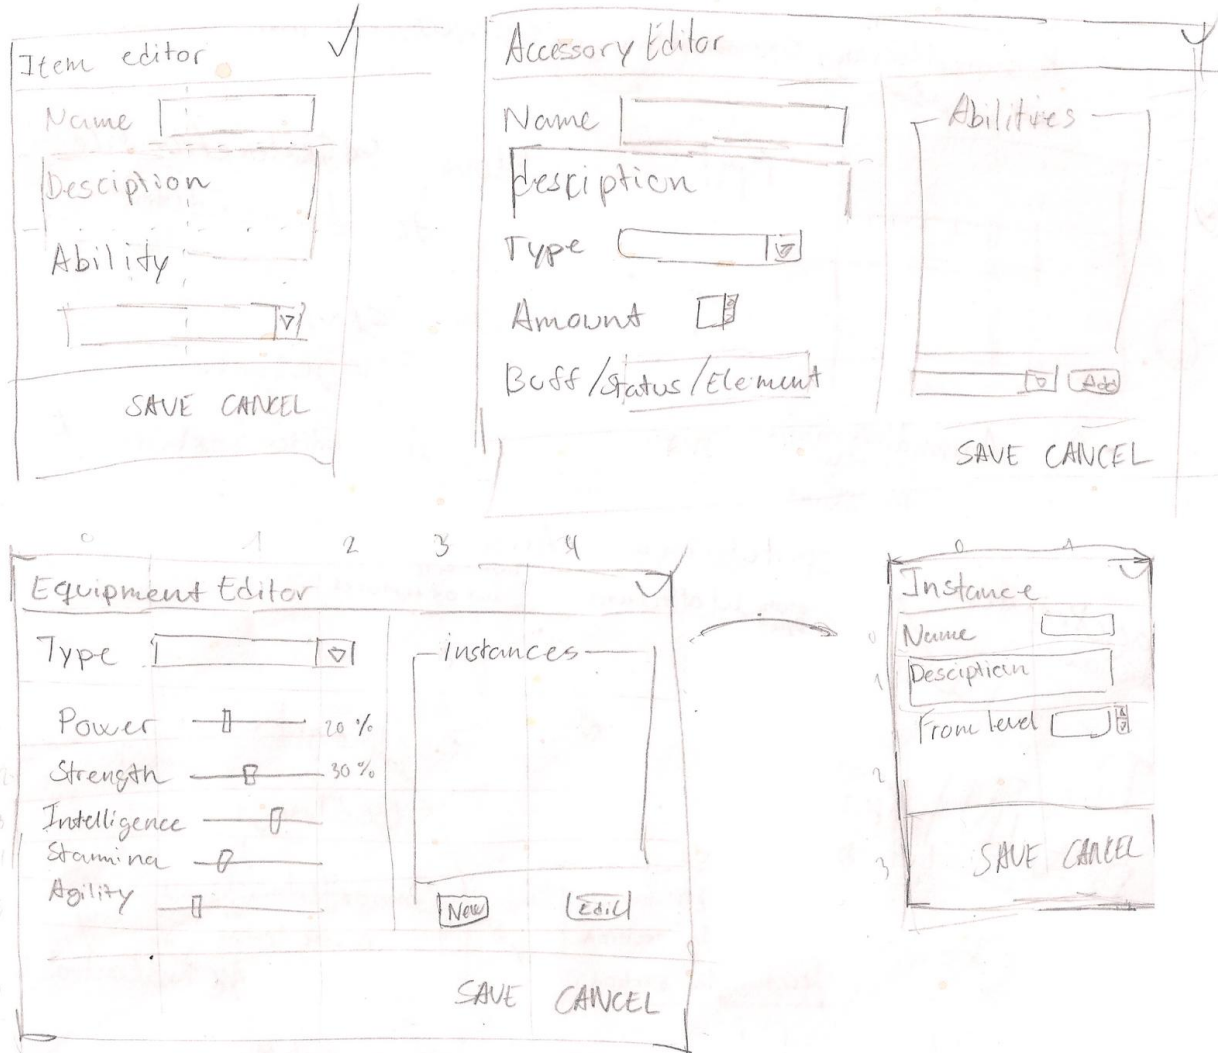 Item editor
Name
Desciption
Ability
SAVE CANCEL
Accessory Editor
Name
desciption
Type
Amount
Buff/Status/Element
Abilities
Add
SAVE CANCEL
0 1 2 3 4
Equipment Editor
Type
Power 20 %
Strength 30 %
Intelligence
Stamina
Agility
instances
New Edit
SAVE CANCEL
0 1
Instance
0 Name
1 Desciption
From level
2
3 SAVE CANCEL